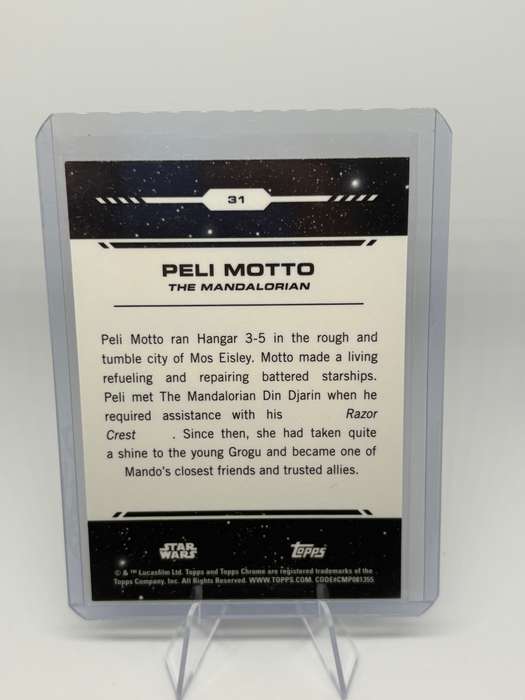 31
PELI MOTTO
THE MANDALORIAN
Peli Motto ran Hangar 3-5 in the rough and
tumble city of Mos Eisley. Motto made a living
refueling and repairing battered starships.
Peli met The Mandalorian Din Djarin when he
required assistance with his Razor
Crest . Since then, she had taken quite
a shine to the young Grogu and became one of
Mando's closest friends and trusted allies.
STAR WARS Topps
© & ™ Lucasfilm Ltd. Topps and Topps Chrome are registered trademarks of the
Topps Company, Inc. All Rights Reserved. WWW.TOPPS.COM. CODE#CMP081355